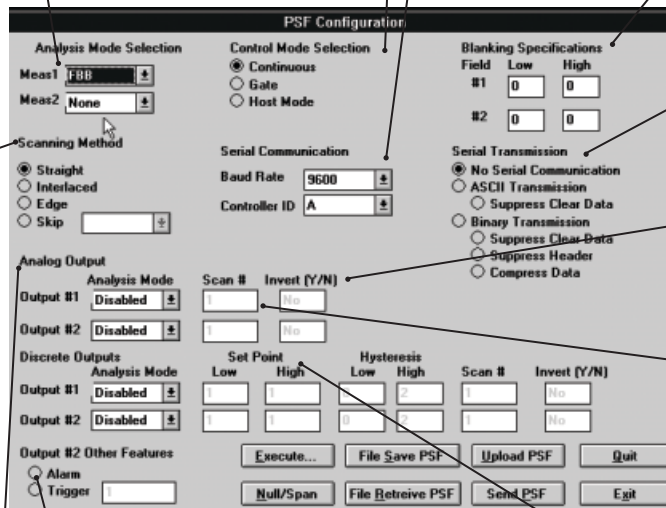 PSF Configuration
Analysis Mode Selection
Meas1 FBB
Meas2 None
Control Mode Selection
Continuous
Gate
Host Mode
Blanking Specifications
Field Low High
#1 0 0
#2 0 0
Scanning Method
Straight
Interlaced
Edge
Skip
Serial Communication
Baud Rate 9600
Controller ID A
Serial Transmission
No Serial Communication
ASCII Transmission
Suppress Clear Data
Binary Transmission
Suppress Clear Data
Suppress Header
Compress Data
Analog Output
Analysis Mode Scan # Invert (Y/N)
Output #1 Disabled 1 No
Output #2 Disabled 1 No
Discrete Outputs Set Point Hysteresis
Analysis Mode Low High Low High Scan # Invert (Y/N)
Output #1 Disabled 1 1 0 2 1 No
Output #2 Disabled 1 1 0 2 1 No
Output #2 Other Features
Alarm
Trigger 1
Execute... File Save PSF Upload PSF Quit
Null/Span File Retreive PSF Send PSF Exit